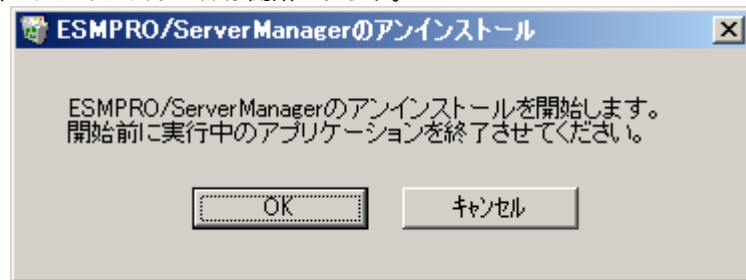 ESMPRO/ServerManagerのアンインストール
ESMPRO/ServerManagerのアンインストールを開始します。
開始前に実行中のアプリケーションを終了させてください。
OK
キャンセル